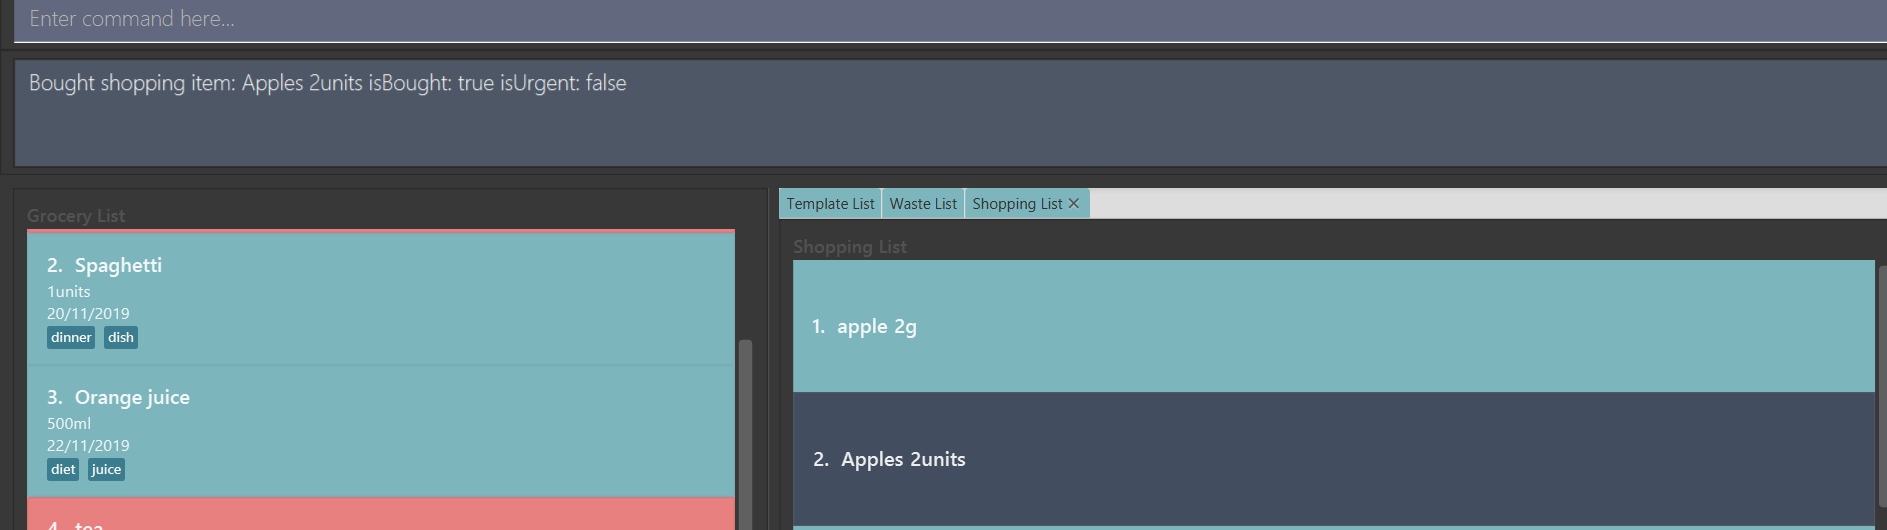 Enter command here...
Bought shopping item: Apples 2units isBought: true isUrgent: false
Grocery List
2. Spaghetti
1units
20/11/2019
dinner dish
3. Orange juice
500ml
22/11/2019
diet juice
4. tea
Template List Waste List Shopping List ✕
Shopping List
1. apple 2g
2. Apples 2units